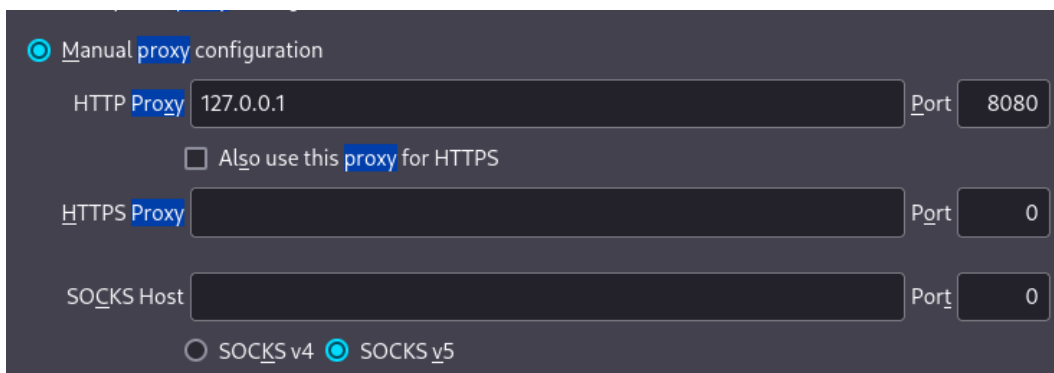 Manual proxy configuration
HTTP Proxy 127.0.0.1 Port 8080
Also use this proxy for HTTPS
HTTPS Proxy Port 0
SOCKS Host Port 0
SOCKS v4 SOCKS v5